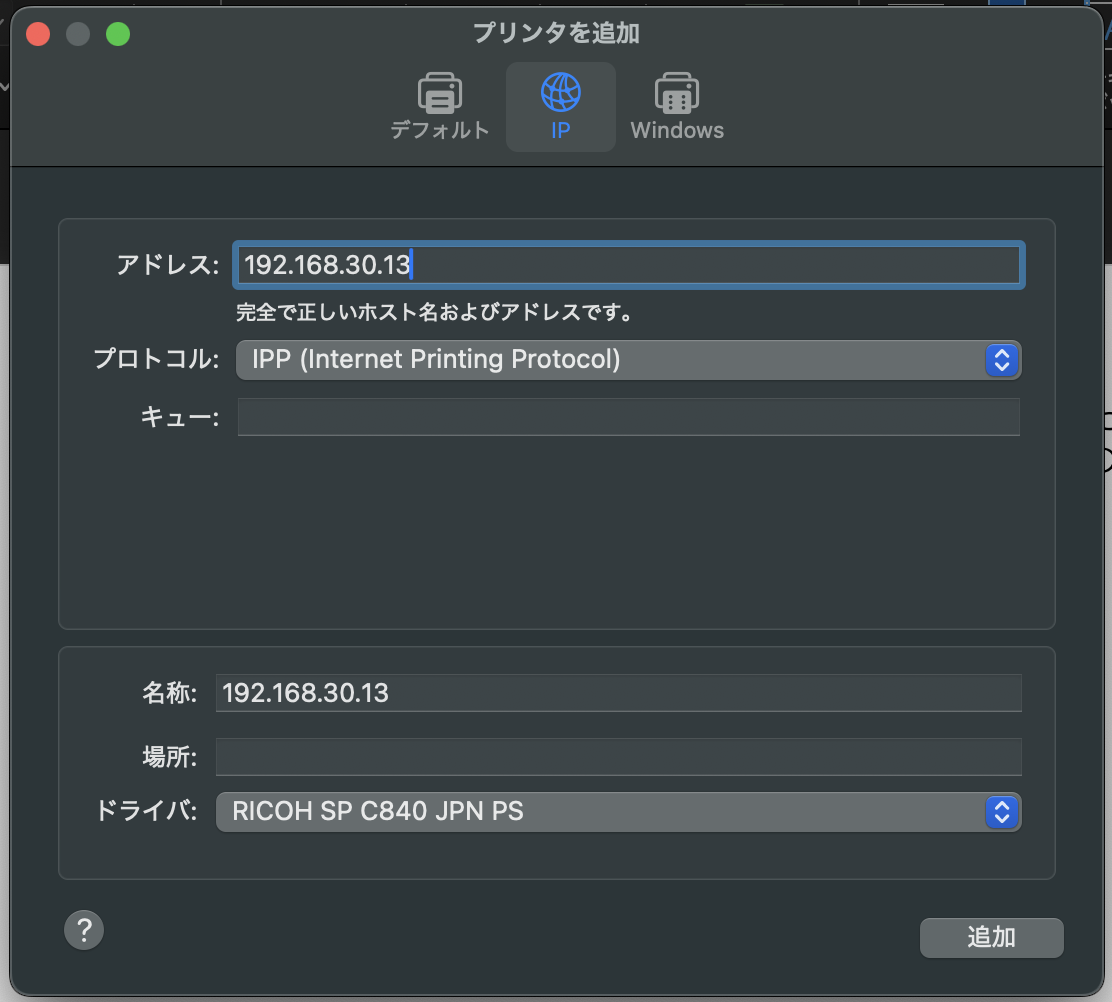 プリンタを追加
デフォルト
IP
Windows
アドレス: 192.168.30.13
完全で正しいホスト名およびアドレスです。
プロトコル: IPP (Internet Printing Protocol)
キュー:
名称: 192.168.30.13
場所:
ドライバ: RICOH SP C840 JPN PS
?
追加